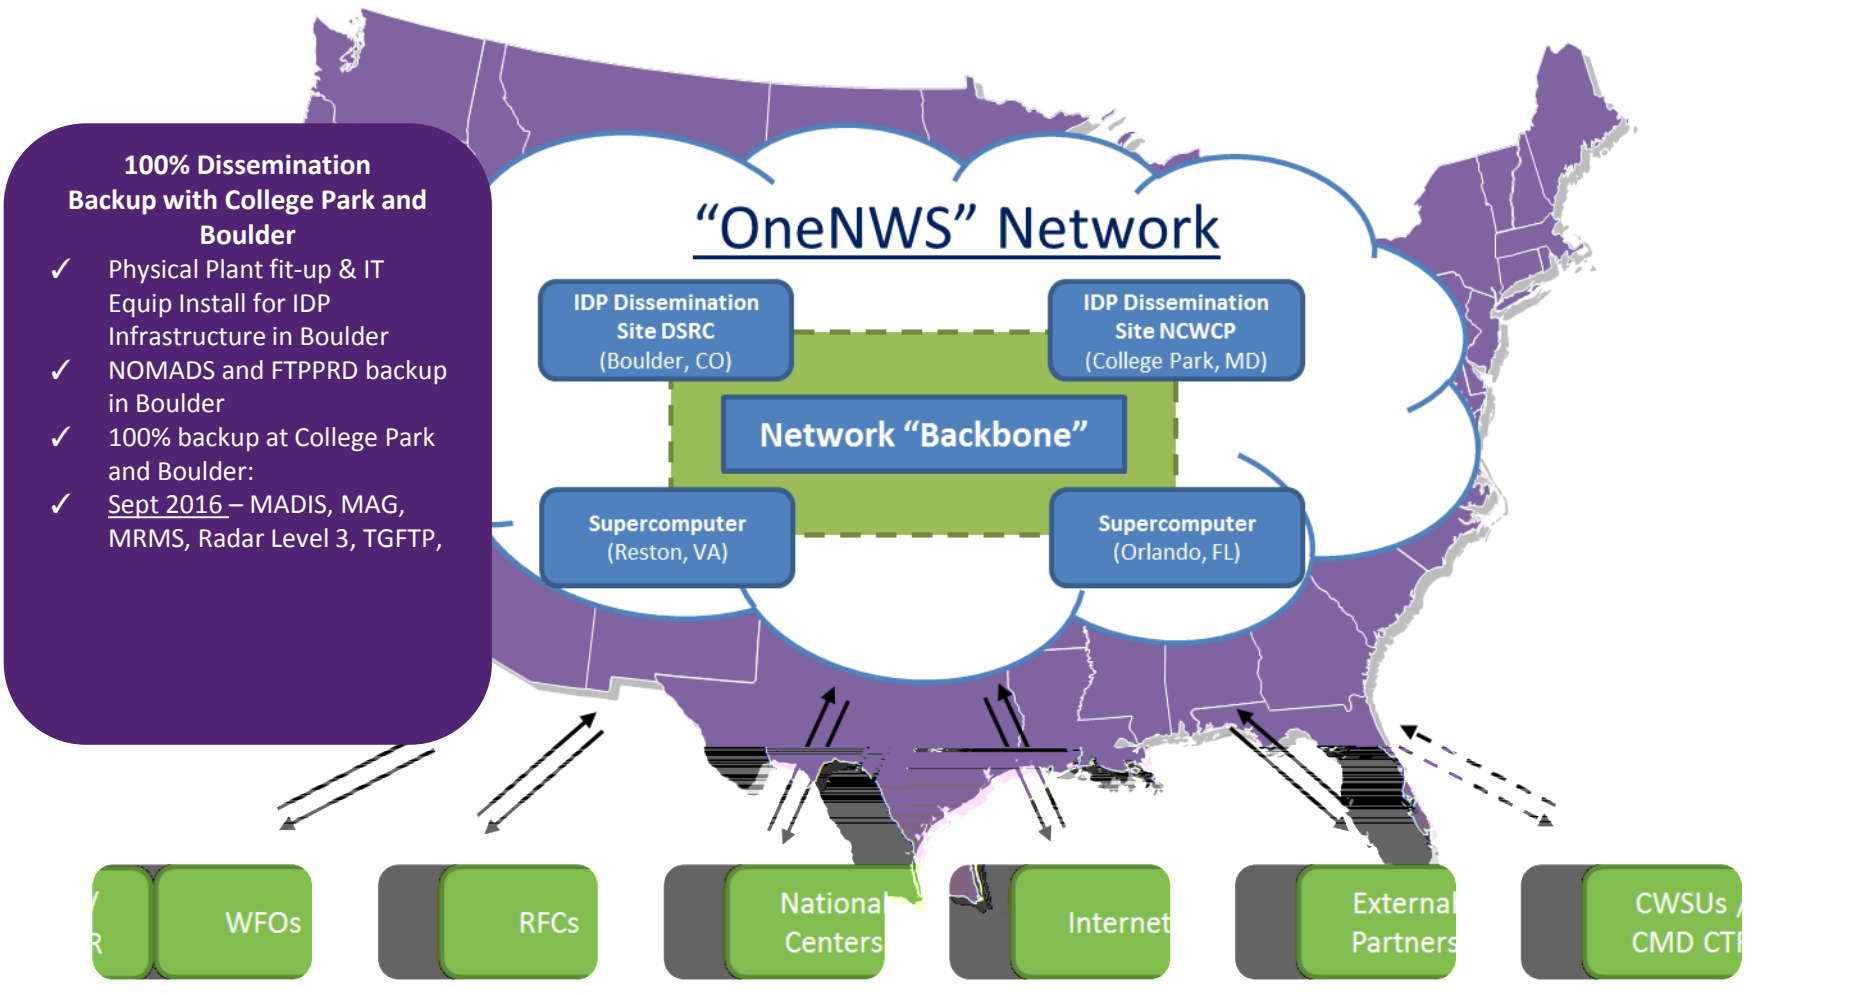 100% Dissemination
Backup with College Park and
Boulder
✓ Physical Plant fit-up & IT
Equip Install for IDP
Infrastructure in Boulder
✓ NOMADS and FTPPRD backup
in Boulder
✓ 100% backup at College Park
and Boulder:
✓ Sept 2016 – MADIS, MAG,
MRMS, Radar Level 3, TGFTP,
“OneNWS” Network
IDP Dissemination
Site DSRC
(Boulder, CO)
IDP Dissemination
Site NCWCP
(College Park, MD)
Network “Backbone”
Supercomputer
(Reston, VA)
Supercomputer
(Orlando, FL)
/
R
WFOs
RFCs
National
Centers
Internet
External
Partners
CWSUs /
CMD CT